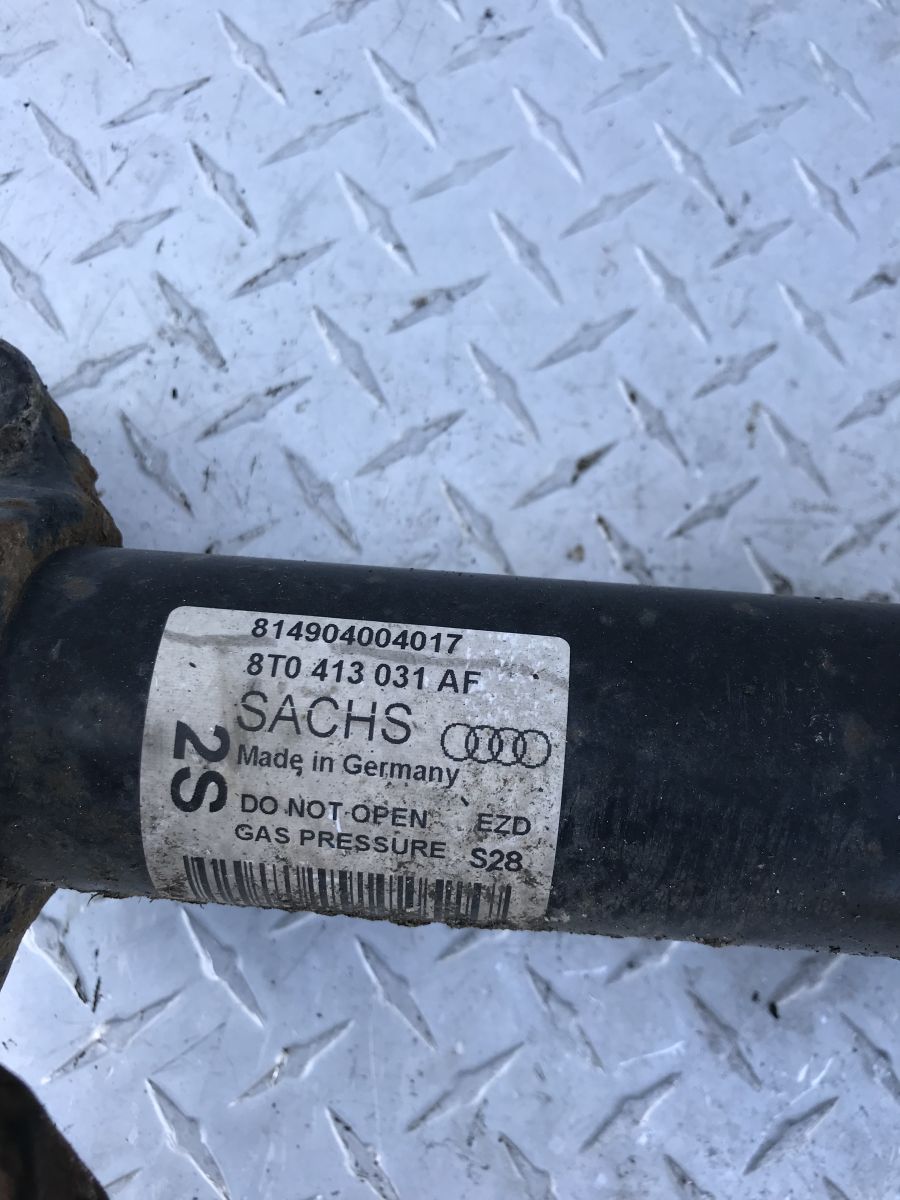 814904004017
8T0 413 031 AF
SACHS
Made in Germany
2S
DO NOT OPEN EZD
GAS PRESSURE S28